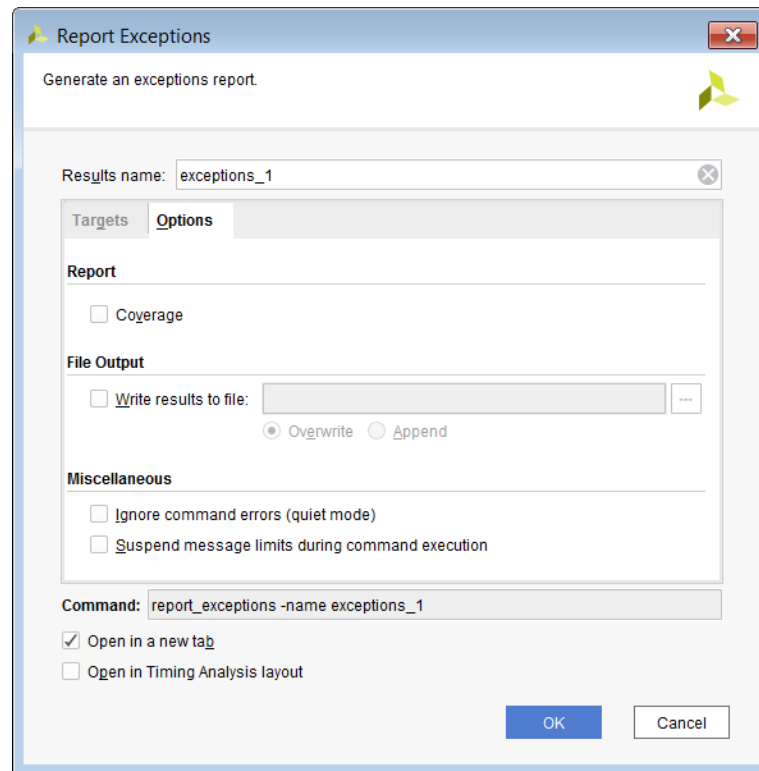 Report Exceptions
Generate an exceptions report.
Results name: exceptions_1
Targets Options
Report
Coverage
File Output
Write results to file: ...
Overwrite Append
Miscellaneous
Ignore command errors (quiet mode)
Suspend message limits during command execution
Command: report_exceptions -name exceptions_1
Open in a new tab
Open in Timing Analysis layout
OK Cancel